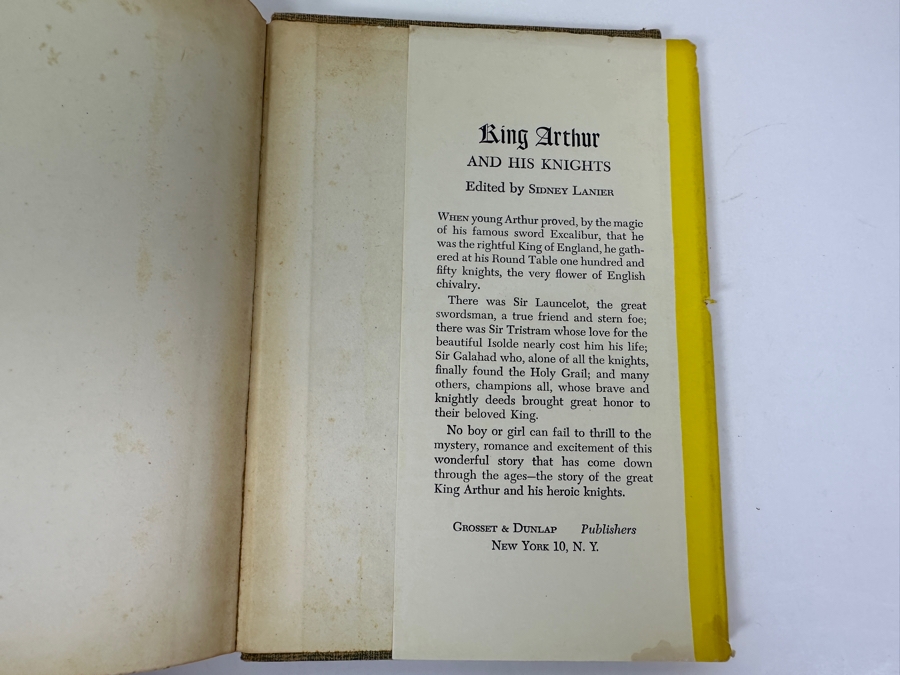 King Arthur
AND HIS KNIGHTS
Edited by SIDNEY LANIER
WHEN young Arthur proved, by the magic
of his famous sword Excalibur, that he
was the rightful King of England, he gath-
ered at his Round Table one hundred and
fifty knights, the very flower of English
chivalry.
There was Sir Launcelot, the great
swordsman, a true friend and stern foe;
there was Sir Tristram whose love for the
beautiful Isolde nearly cost him his life;
Sir Galahad who, alone of all the knights,
finally found the Holy Grail; and many
others, champions all, whose brave and
knightly deeds brought great honor to
their beloved King.
No boy or girl can fail to thrill to the
mystery, romance and excitement of this
wonderful story that has come down
through the ages—the story of the great
King Arthur and his heroic knights.
GROSSET & DUNLAP Publishers
NEW YORK 10, N. Y.